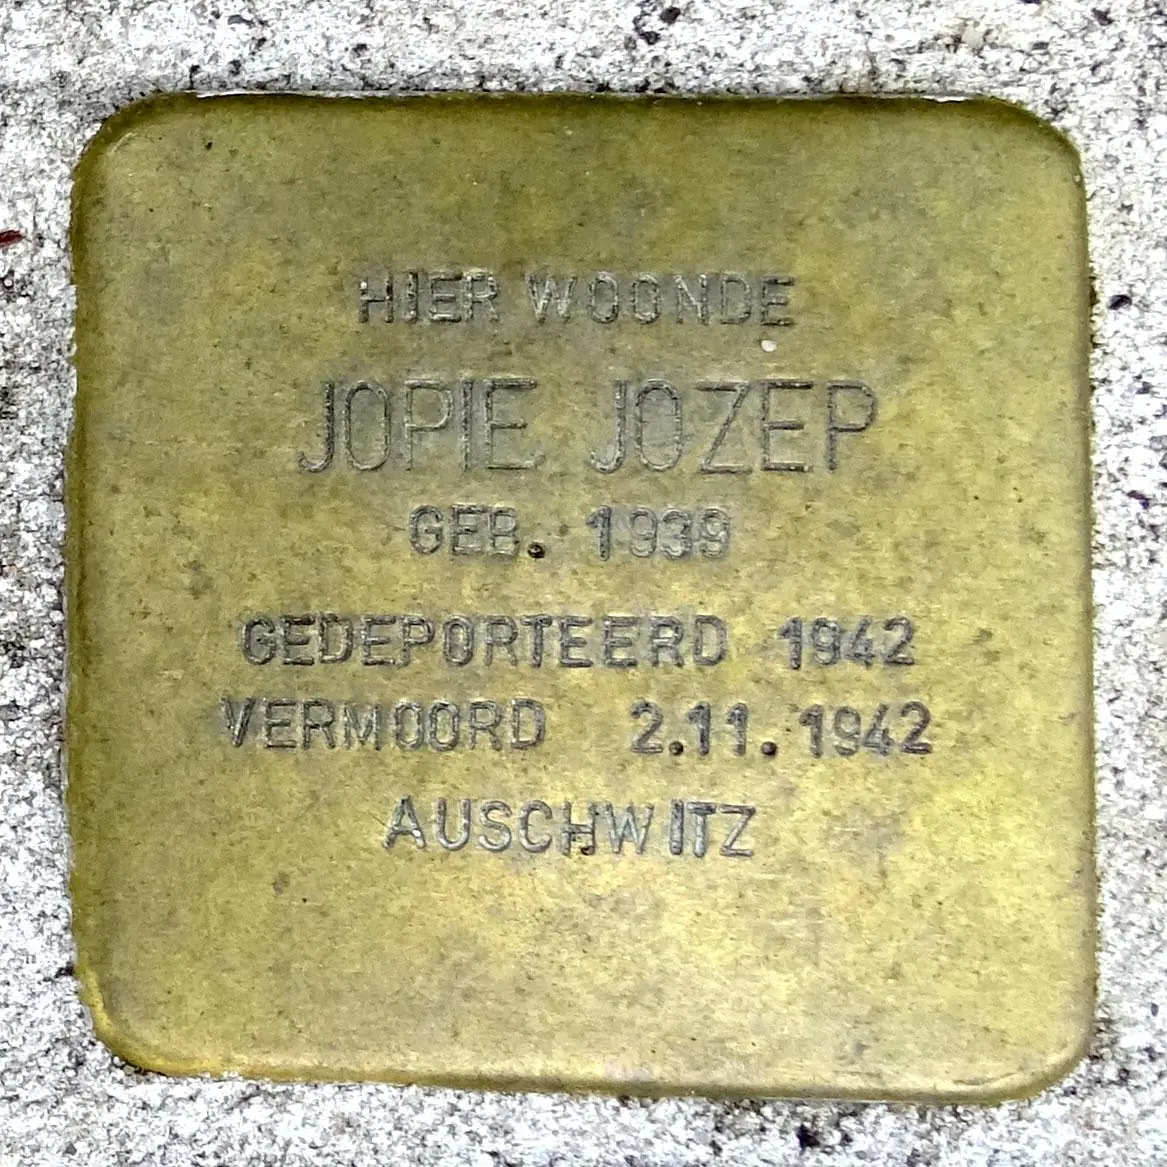 HIER WOONDE
JOPIE JOZEP
GEB. 1939
GEDEPORTEERD 1942
VERMOORD 2.11.1942
AUSCHWITZ